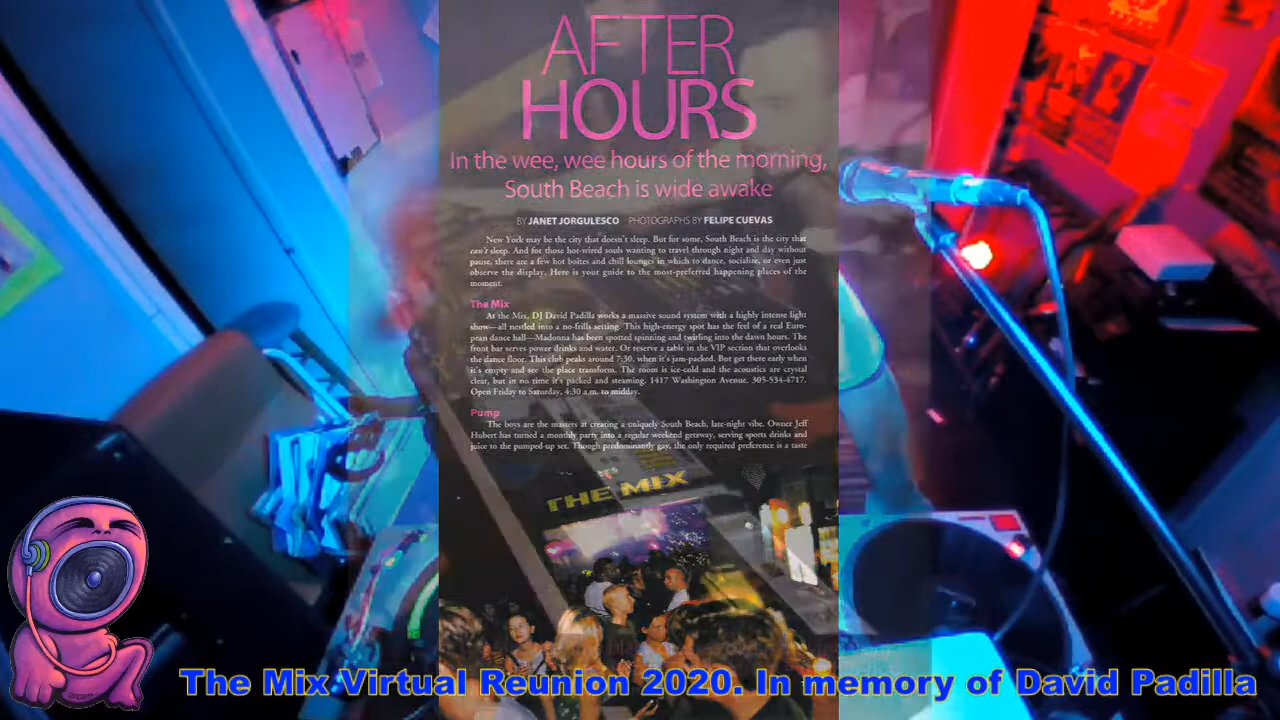 AFTER
HOURS
In the wee, wee hours of the morning,
South Beach is wide awake
BY JANET JORGULESCO PHOTOGRAPHS BY FELIPE CUEVAS
New York may be the city that doesn't sleep. But for some, South Beach is the city that
can't sleep. And for those hot-wired souls wanting to travel through night and day without
pause, there are a few hot boîtes and chill lounges in which to dance, socialize, or even just
observe the display. Here is your guide to the most-preferred happening places of the
moment.
The Mix
At the Mix, DJ David Padilla works a massive sound system with a highly intense light
show—all nestled into a no-frills setting. This high-energy spot has the feel of a real Euro-
pean dance hall—Madonna has been spotted spinning and twirling into the dawn hours. The
front bar serves power drinks and water. Or reserve a table in the VIP section that overlooks
the dance floor. This club peaks around 7:30, when it's jam-packed. But get there early when
it's empty and see the place transform. The room is ice-cold and the acoustics are crystal
clear, but in no time it's packed and steaming. 1417 Washington Avenue. 305-534-4717.
Open Friday to Saturday, 4:30 a.m. to midday.
Pump
The boys are the masters at creating a uniquely South Beach, late-night vibe. Owner Jeff
Hubert has turned a monthly party into a regular weekend getaway, serving sports drinks and
juice to the pumped-up set. Though predominantly gay, the only required preference is a taste
THE MIX
The Mix Virtual Reunion 2020. In memory of David Padilla